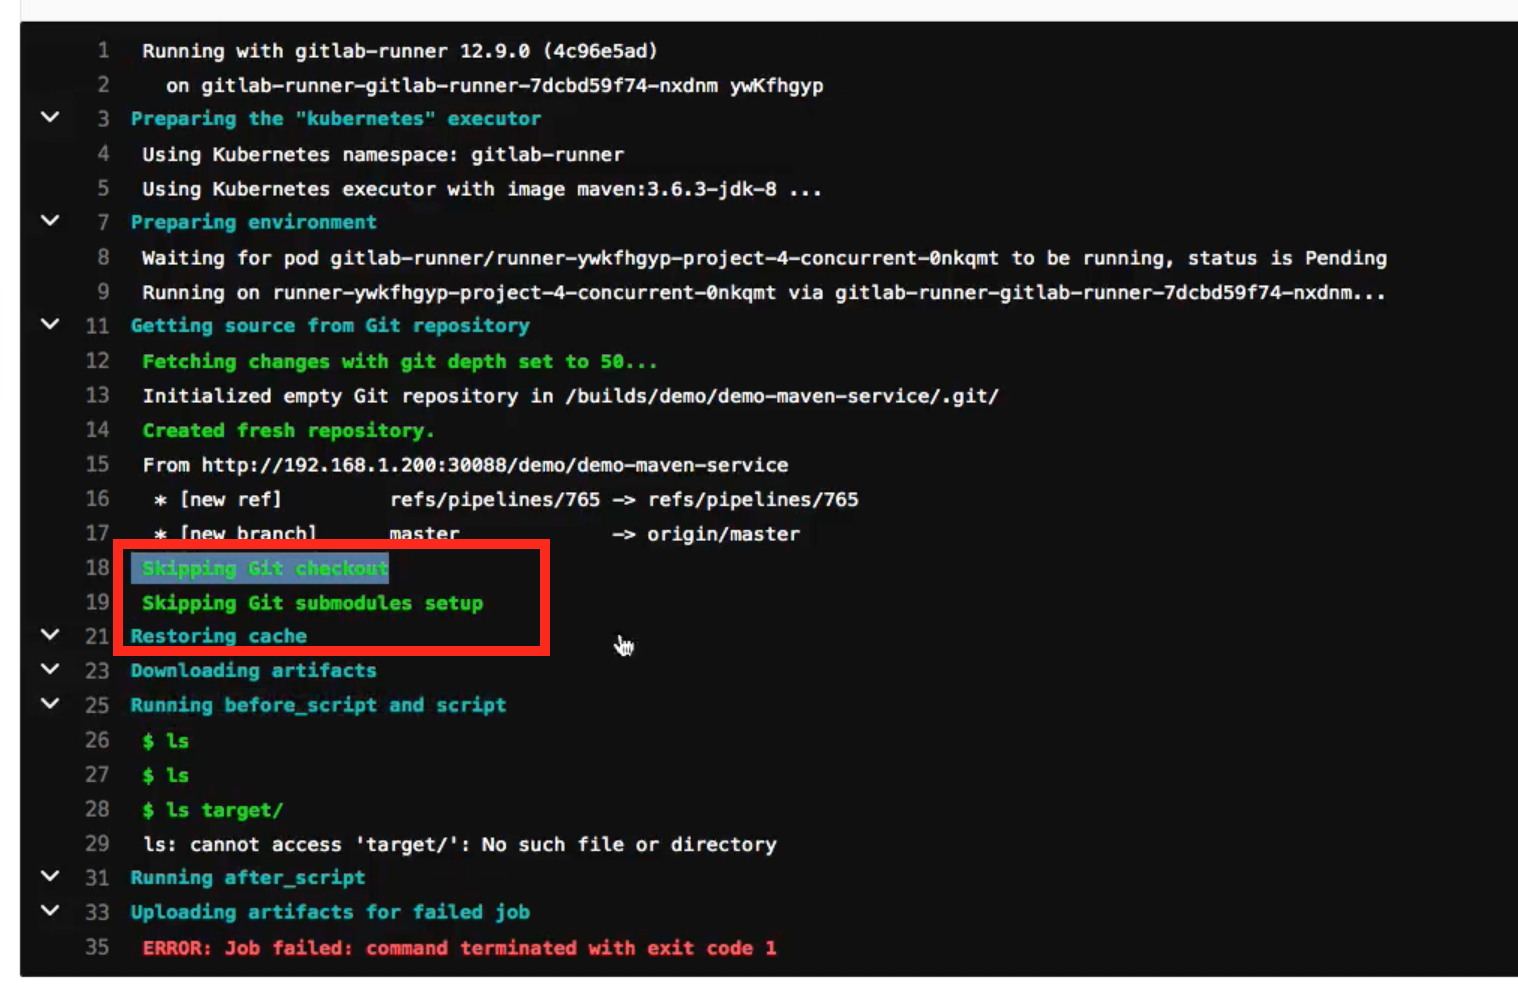 1 Running with gitlab-runner 12.9.0 (4c96e5ad)
2 on gitlab-runner-gitlab-runner-7dcbd59f74-nxdnm ywKfhgyp
3 Preparing the "kubernetes" executor
4 Using Kubernetes namespace: gitlab-runner
5 Using Kubernetes executor with image maven:3.6.3-jdk-8 ...
7 Preparing environment
8 Waiting for pod gitlab-runner/runner-ywkfhgyp-project-4-concurrent-0nkqmt to be running, status is Pending
9 Running on runner-ywkfhgyp-project-4-concurrent-0nkqmt via gitlab-runner-gitlab-runner-7dcbd59f74-nxdnm...
11 Getting source from Git repository
12 Fetching changes with git depth set to 50...
13 Initialized empty Git repository in /builds/demo/demo-maven-service/.git/
14 Created fresh repository.
15 From http://192.168.1.200:30088/demo/demo-maven-service
16 * [new ref] refs/pipelines/765 -> refs/pipelines/765
17 * [new branch] master -> origin/master
18 Skipping Git checkout
19 Skipping Git submodules setup
21 Restoring cache
23 Downloading artifacts
25 Running before_script and script
26 $ ls
27 $ ls
28 $ ls target/
29 ls: cannot access 'target/': No such file or directory
31 Running after_script
33 Uploading artifacts for failed job
35 ERROR: Job failed: command terminated with exit code 1